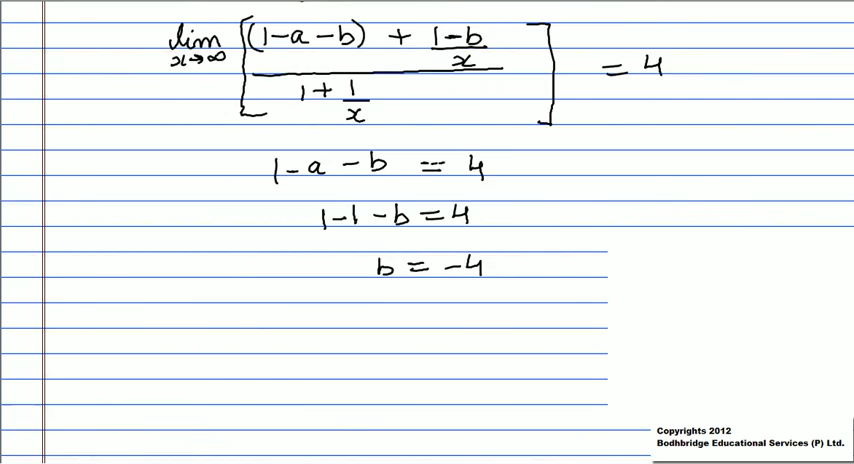 lim x→∞ [ ((1-a-b) + (1-b)/x) / (1 + 1/x) ] = 4
1-a-b = 4
1-1-b = 4
b = -4
Copyrights 2012
Bodhbridge Educational Services (P) Ltd.